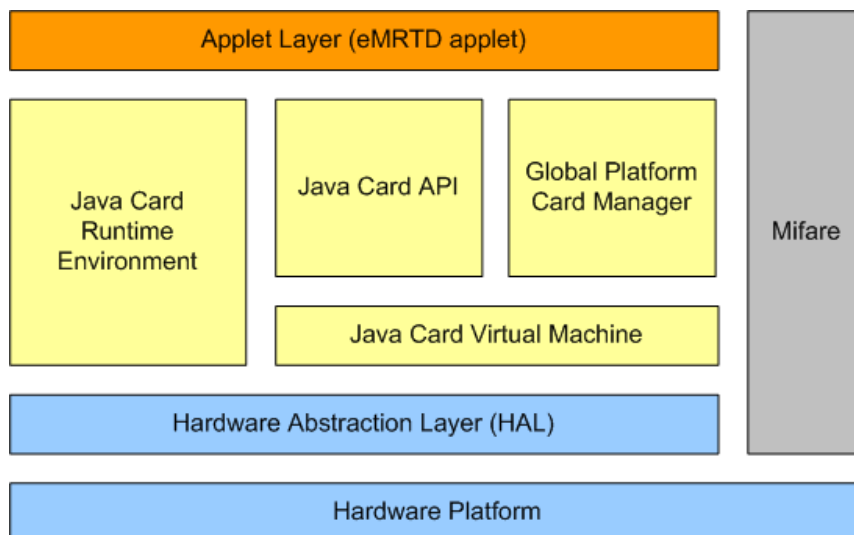 Applet Layer (eMRTD applet)
Java Card
Runtime
Environment
Java Card API
Global Platform
Card Manager
Mifare
Java Card Virtual Machine
Hardware Abstraction Layer (HAL)
Hardware Platform